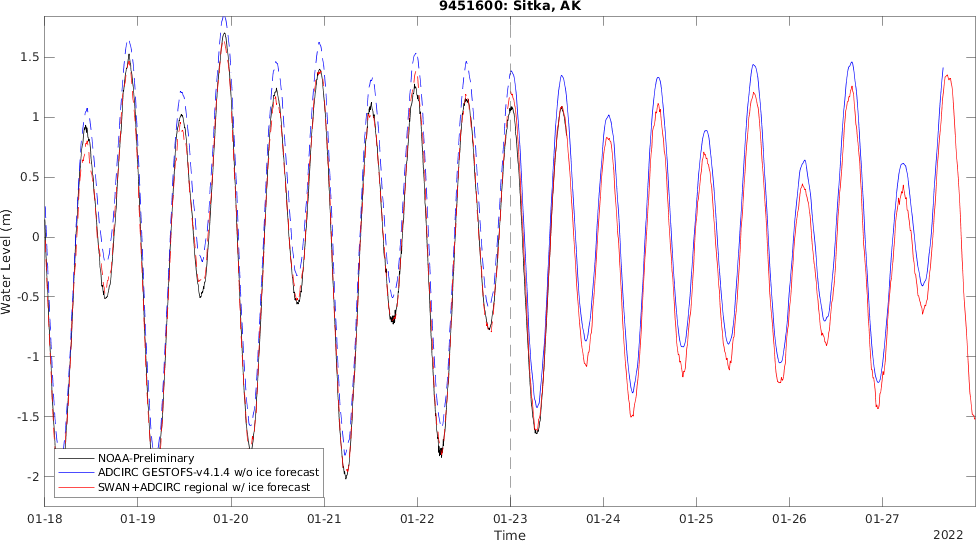 9451600: Sitka, AK
1.5
1
0.5
0
-0.5
-1
-1.5
-2
Water Level (m)
NOAA-Preliminary
ADCIRC GESTOFS-v4.1.4 w/o ice forecast
SWAN+ADCIRC regional w/ ice forecast
01-18 01-19 01-20 01-21 01-22 01-23 01-24 01-25 01-26 01-27
Time
2022